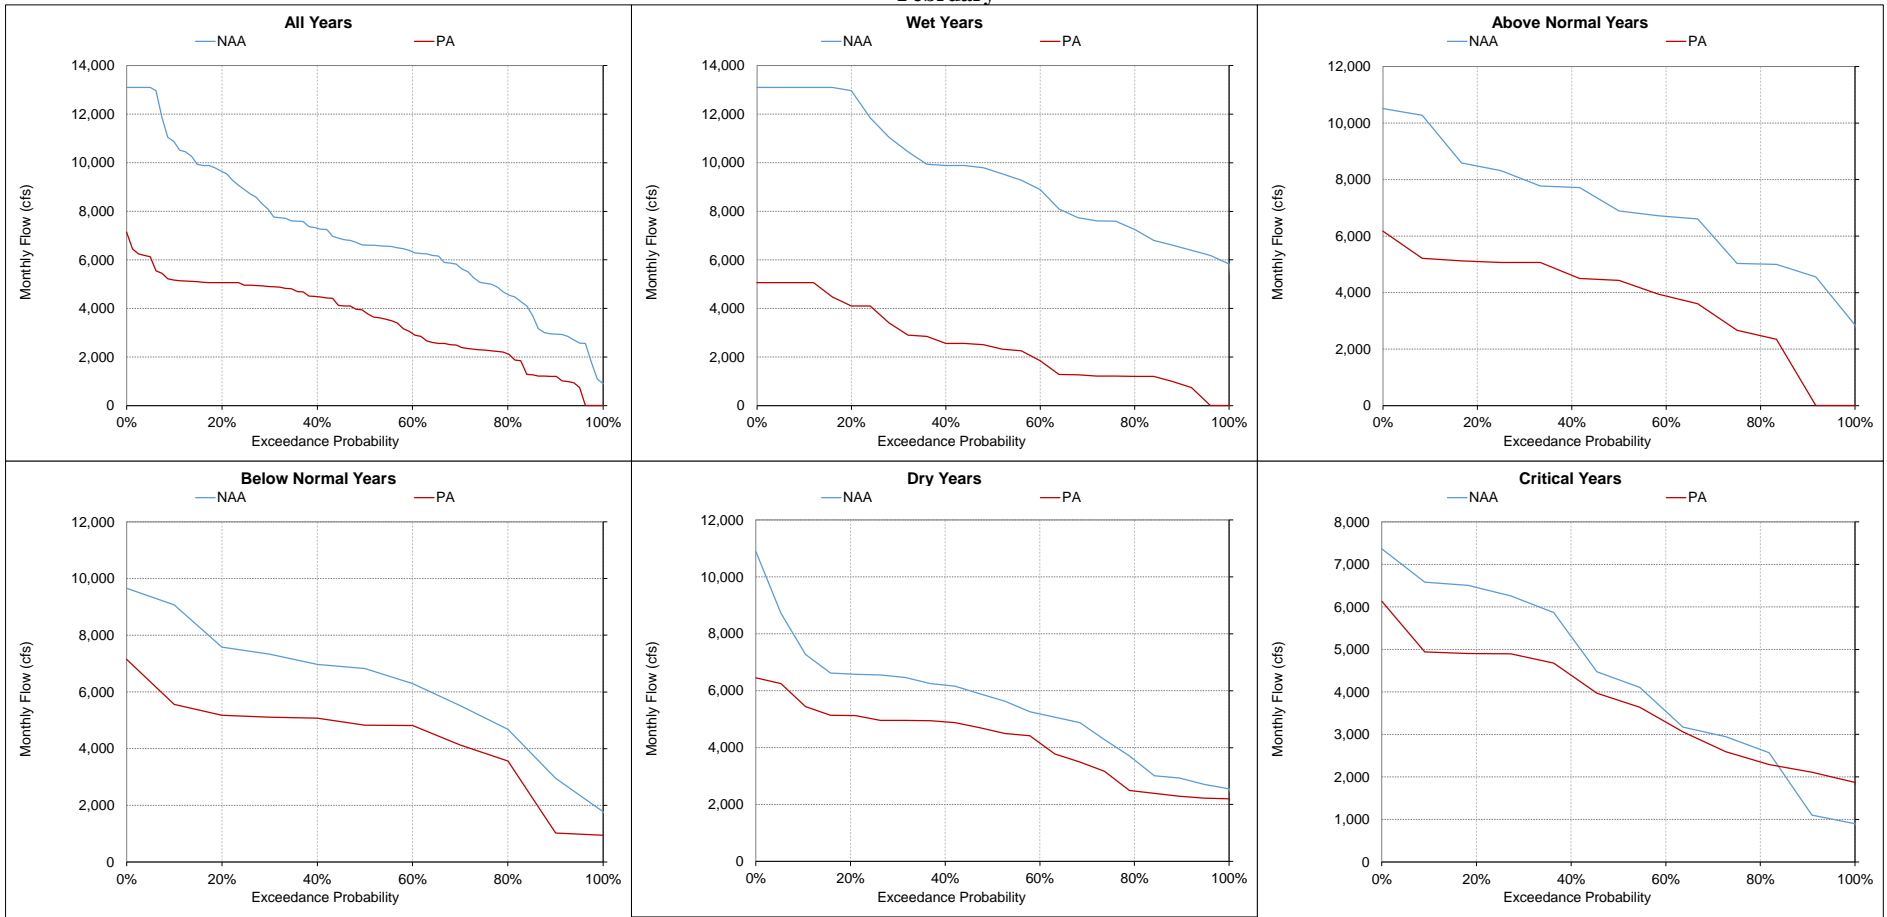 February
All Years
NAA PA
14,000
12,000
10,000
8,000
6,000
4,000
2,000
0
Monthly Flow (cfs)
0% 20% 40% 60% 80% 100%
Exceedance Probability
Wet Years
NAA PA
14,000
12,000
10,000
8,000
6,000
4,000
2,000
0
Monthly Flow (cfs)
0% 20% 40% 60% 80% 100%
Exceedance Probability
Above Normal Years
NAA PA
12,000
10,000
8,000
6,000
4,000
2,000
0
Monthly Flow (cfs)
0% 20% 40% 60% 80% 100%
Exceedance Probability
Below Normal Years
NAA PA
12,000
10,000
8,000
6,000
4,000
2,000
0
Monthly Flow (cfs)
0% 20% 40% 60% 80% 100%
Exceedance Probability
Dry Years
NAA PA
12,000
10,000
8,000
6,000
4,000
2,000
0
Monthly Flow (cfs)
0% 20% 40% 60% 80% 100%
Exceedance Probability
Critical Years
NAA PA
8,000
7,000
6,000
5,000
4,000
3,000
2,000
1,000
0
Monthly Flow (cfs)
0% 20% 40% 60% 80% 100%
Exceedance Probability